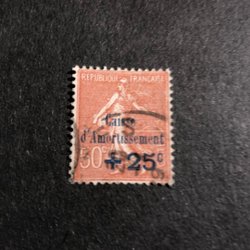 REPUBLIQUE FRANÇAISE
Caisse
d'Amortissement
50c
+25c